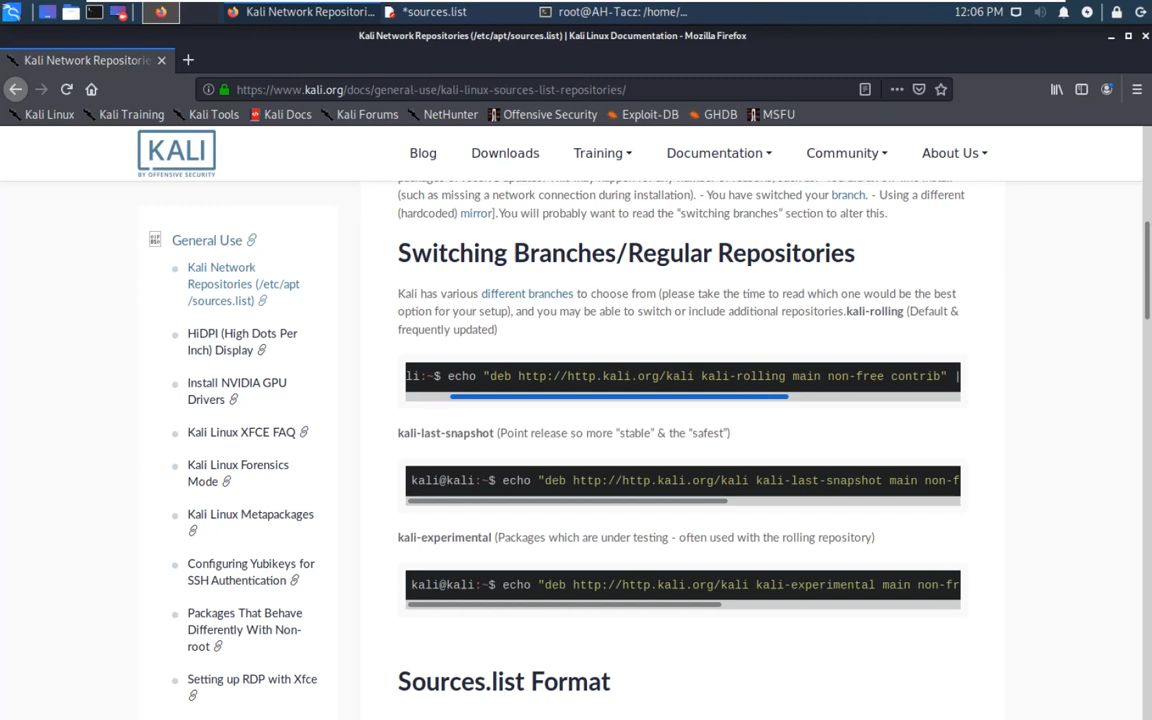 Kali Network Repositori...
*sources.list
root@AH-Tacz: /home/...
12:06 PM
Kali Network Repositories (/etc/apt/sources.list) | Kali Linux Documentation - Mozilla Firefox
Kali Network Repositorie
https://www.kali.org/docs/general-use/kali-linux-sources-list-repositories/
Kali Linux
Kali Training
Kali Tools
Kali Docs
Kali Forums
NetHunter
Offensive Security
Exploit-DB
GHDB
MSFU
KALI
BY OFFENSIVE SECURITY
Blog
Downloads
Training
Documentation
Community
About Us
General Use
Kali Network
Repositories (/etc/apt
/sources.list)
HiDPI (High Dots Per
Inch) Display
Install NVIDIA GPU
Drivers
Kali Linux XFCE FAQ
Kali Linux Forensics
Mode
Kali Linux Metapackages
Configuring Yubikeys for
SSH Authentication
Packages That Behave
Differently With Non-
root
Setting up RDP with Xfce
(such as missing a network connection during installation). - You have switched your branch. - Using a different
(hardcoded) mirror].You will probably want to read the “switching branches” section to alter this.
Switching Branches/Regular Repositories
Kali has various different branches to choose from (please take the time to read which one would be the best
option for your setup), and you may be able to switch or include additional repositories.kali-rolling (Default &
frequently updated)
li:~$ echo "deb http://http.kali.org/kali kali-rolling main non-free contrib" |
kali-last-snapshot (Point release so more “stable” & the “safest”)
kali@kali:~$ echo "deb http://http.kali.org/kali kali-last-snapshot main non-f
kali-experimental (Packages which are under testing - often used with the rolling repository)
kali@kali:~$ echo "deb http://http.kali.org/kali kali-experimental main non-fr
Sources.list Format